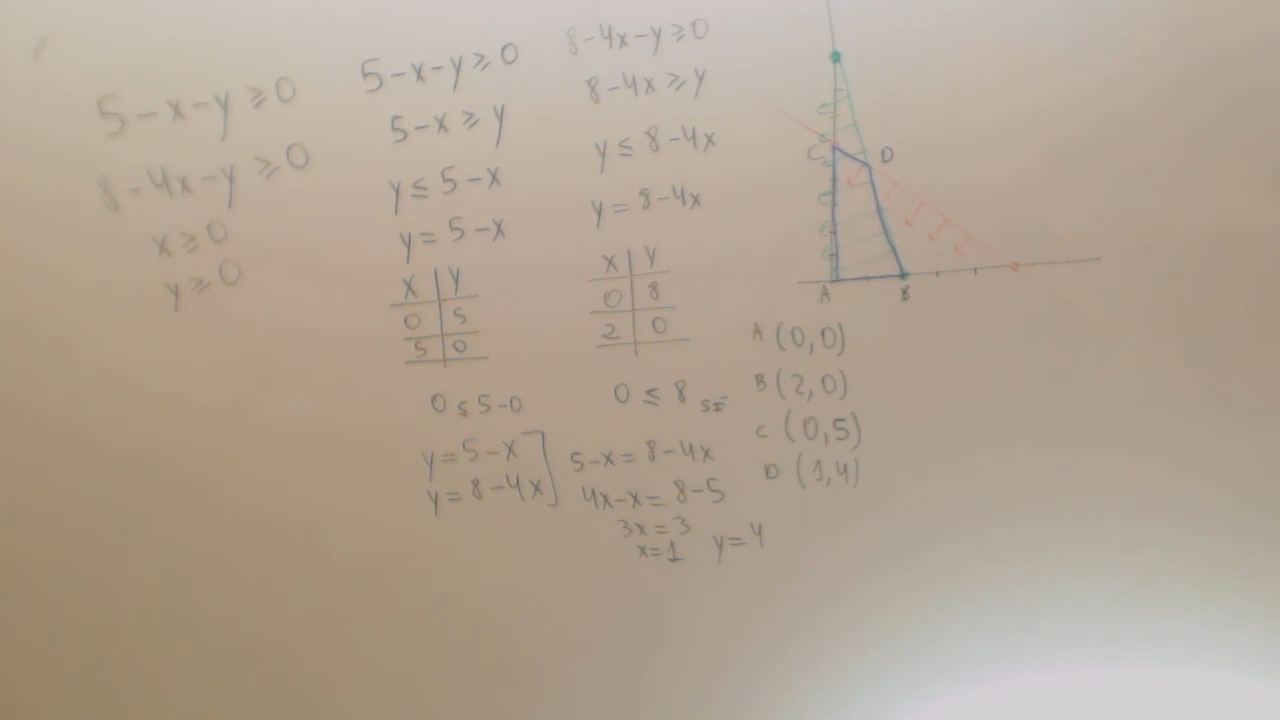 5-x-y≥0
8-4x-y≥0
x≥0
y≥0
5-x-y≥0
5-x≥y
y≤5-x
y=5-x
x y
0 5
5 0
0≤5-0
y=5-x
y=8-4x
8-4x-y≥0
8-4x≥y
y≤8-4x
y=8-4x
x y
0 8
2 0
0≤8 SI
5-x=8-4x
4x-x=8-5
3x=3
x=1 y=4
C D
A B
A (0,0)
B (2,0)
C (0,5)
D (1,4)